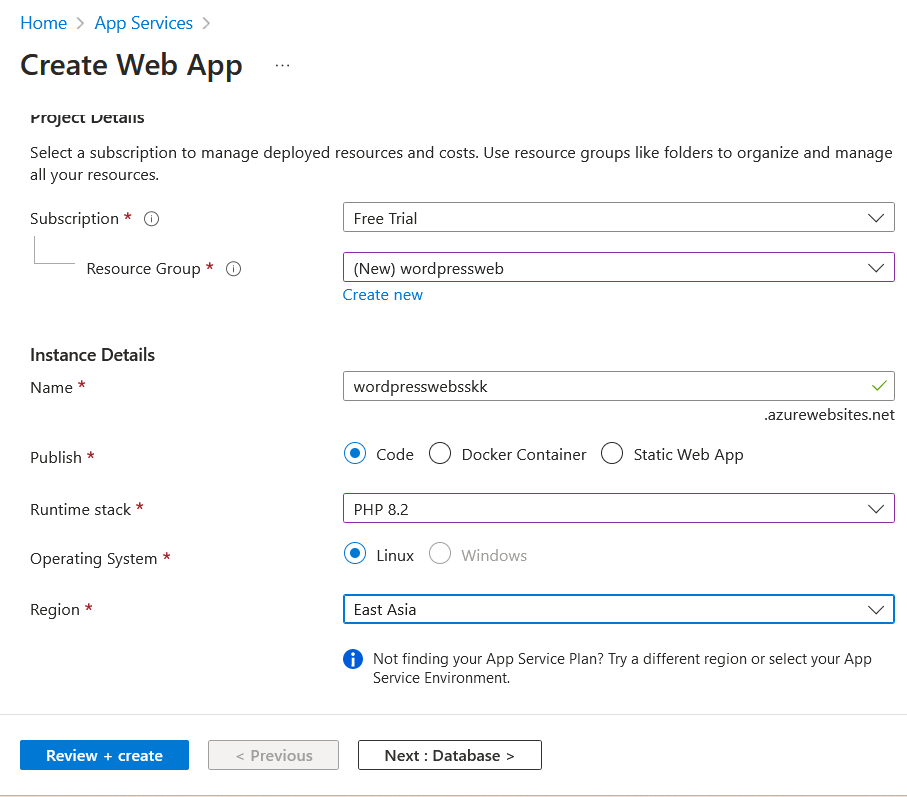 Home > App Services >
Create Web App ...
Project Details
Select a subscription to manage deployed resources and costs. Use resource groups like folders to organize and manage
all your resources.
Subscription *
Free Trial
Resource Group *
(New) wordpressweb
Create new
Instance Details
Name *
wordpresswebsskk
.azurewebsites.net
Publish *
Code
Docker Container
Static Web App
Runtime stack *
PHP 8.2
Operating System *
Linux
Windows
Region *
East Asia
Not finding your App Service Plan? Try a different region or select your App
Service Environment.
Review + create
< Previous
Next : Database >